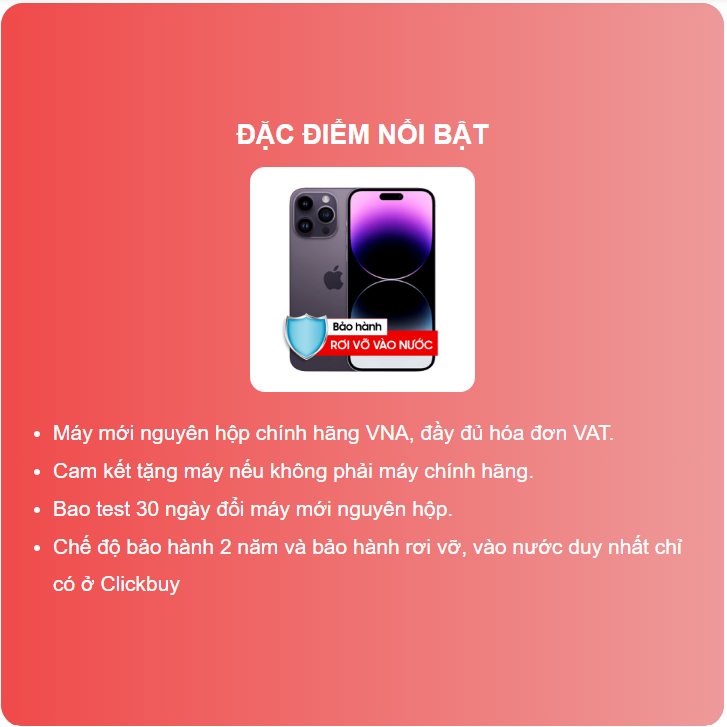 ĐẶC ĐIỂM NỔI BẬT
Bảo hành
RƠI VỠ VÀO NƯỚC
Máy mới nguyên hộp chính hãng VNA, đầy đủ hóa đơn VAT.
Cam kết tặng máy nếu không phải máy chính hãng.
Bao test 30 ngày đổi máy mới nguyên hộp.
Chế độ bảo hành 2 năm và bảo hành rơi vỡ, vào nước duy nhất chỉ
có ở Clickbuy